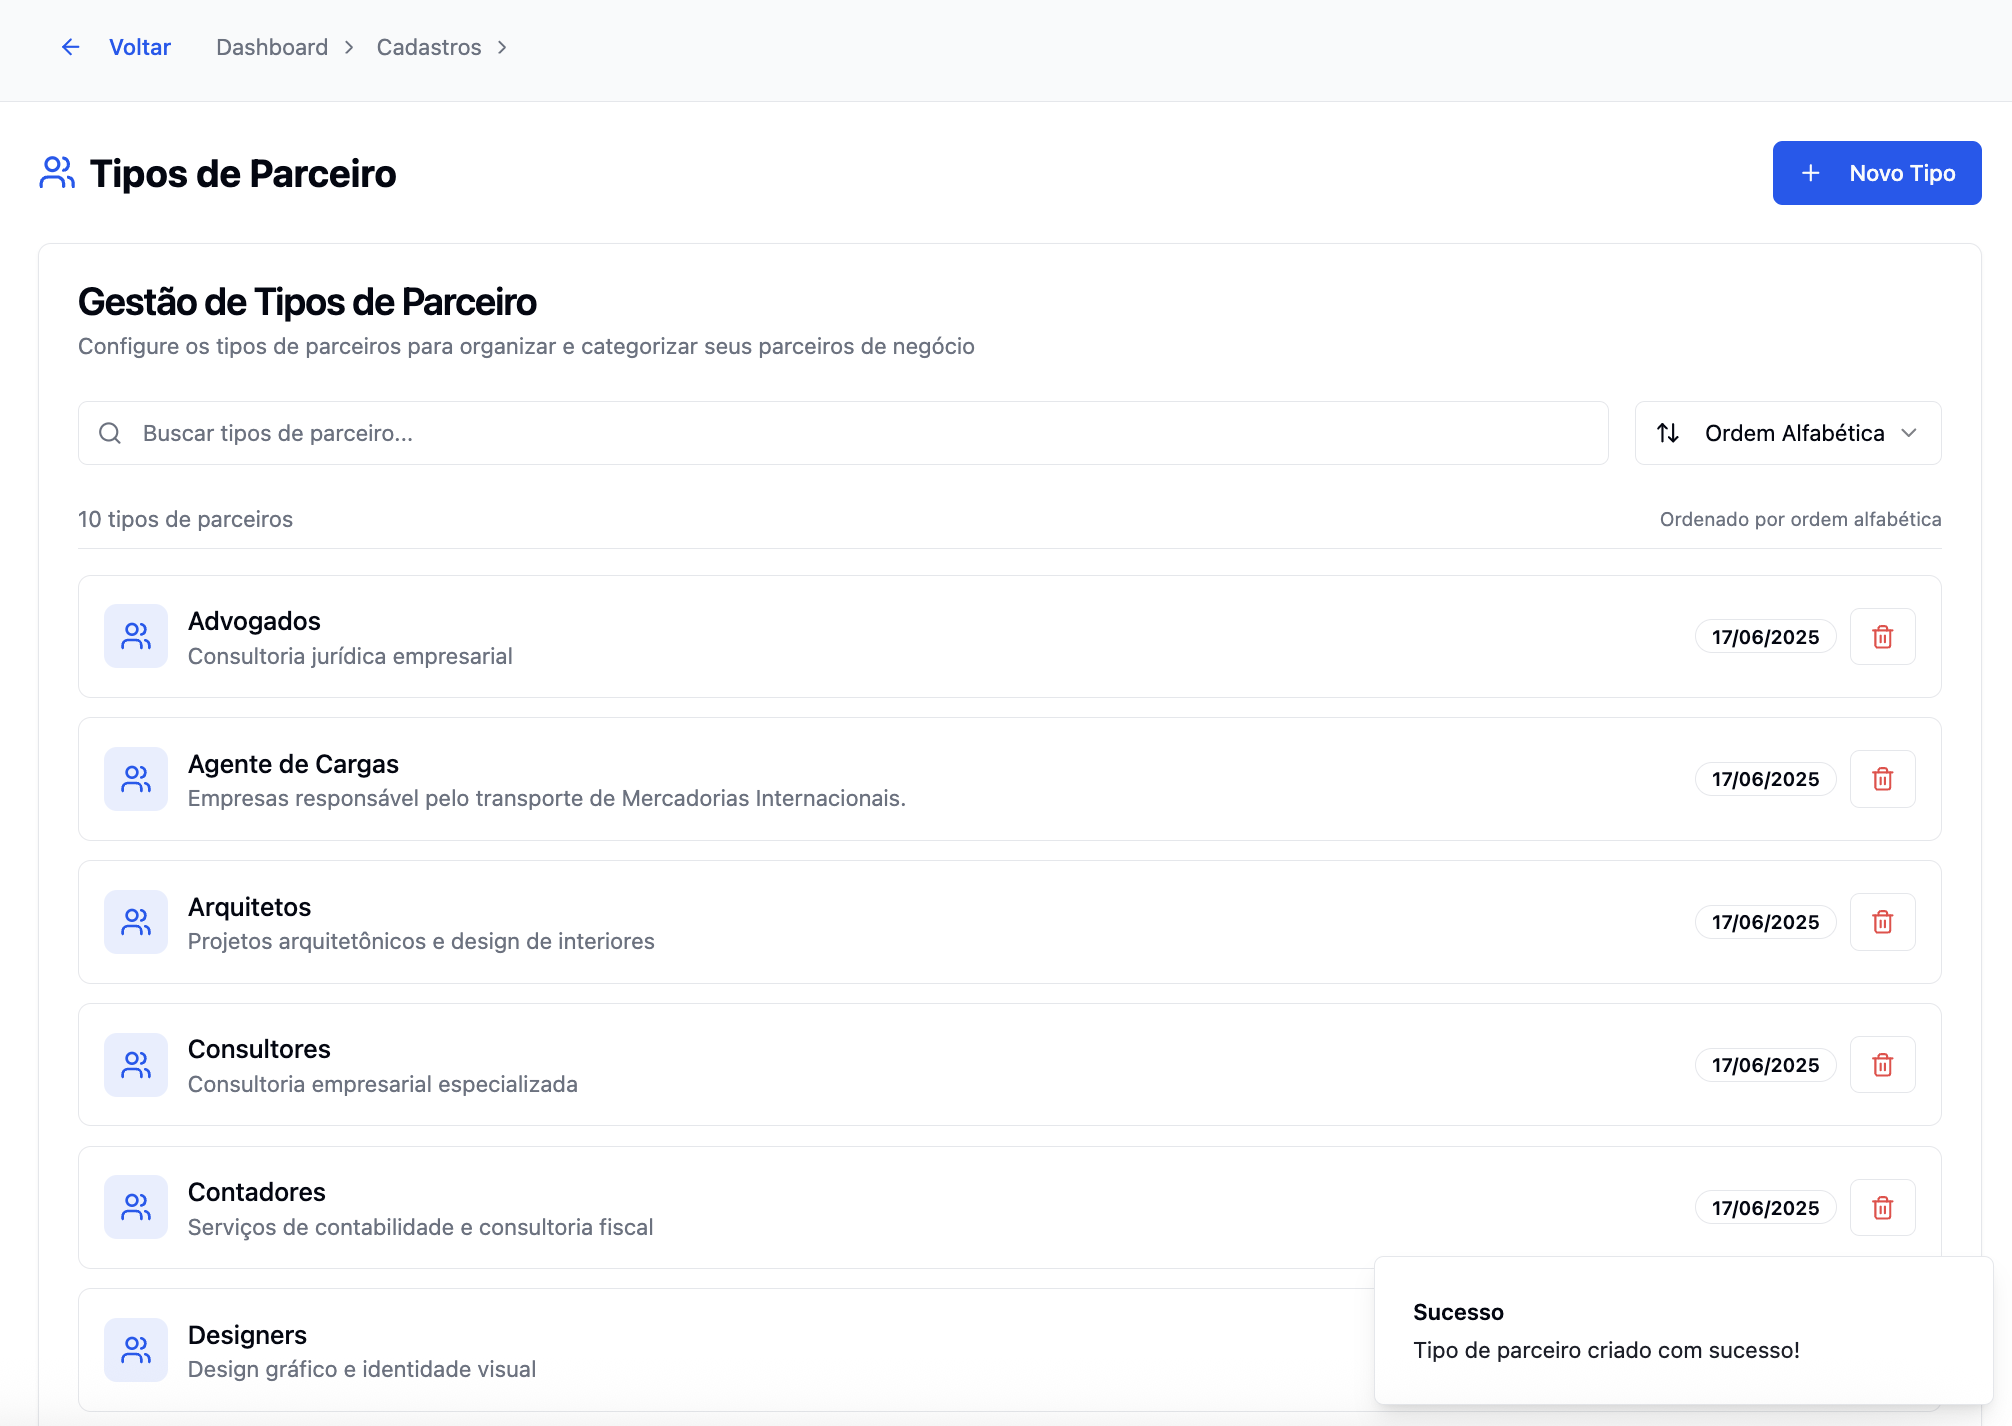 Voltar Dashboard Cadastros
Tipos de Parceiro
Novo Tipo
Gestão de Tipos de Parceiro
Configure os tipos de parceiros para organizar e categorizar seus parceiros de negócio
Buscar tipos de parceiro...
Ordem Alfabética
10 tipos de parceiros
Ordenado por ordem alfabética
Advogados
Consultoria jurídica empresarial
17/06/2025
Agente de Cargas
Empresas responsável pelo transporte de Mercadorias Internacionais.
17/06/2025
Arquitetos
Projetos arquitetônicos e design de interiores
17/06/2025
Consultores
Consultoria empresarial especializada
17/06/2025
Contadores
Serviços de contabilidade e consultoria fiscal
17/06/2025
Designers
Design gráfico e identidade visual
Sucesso
Tipo de parceiro criado com sucesso!